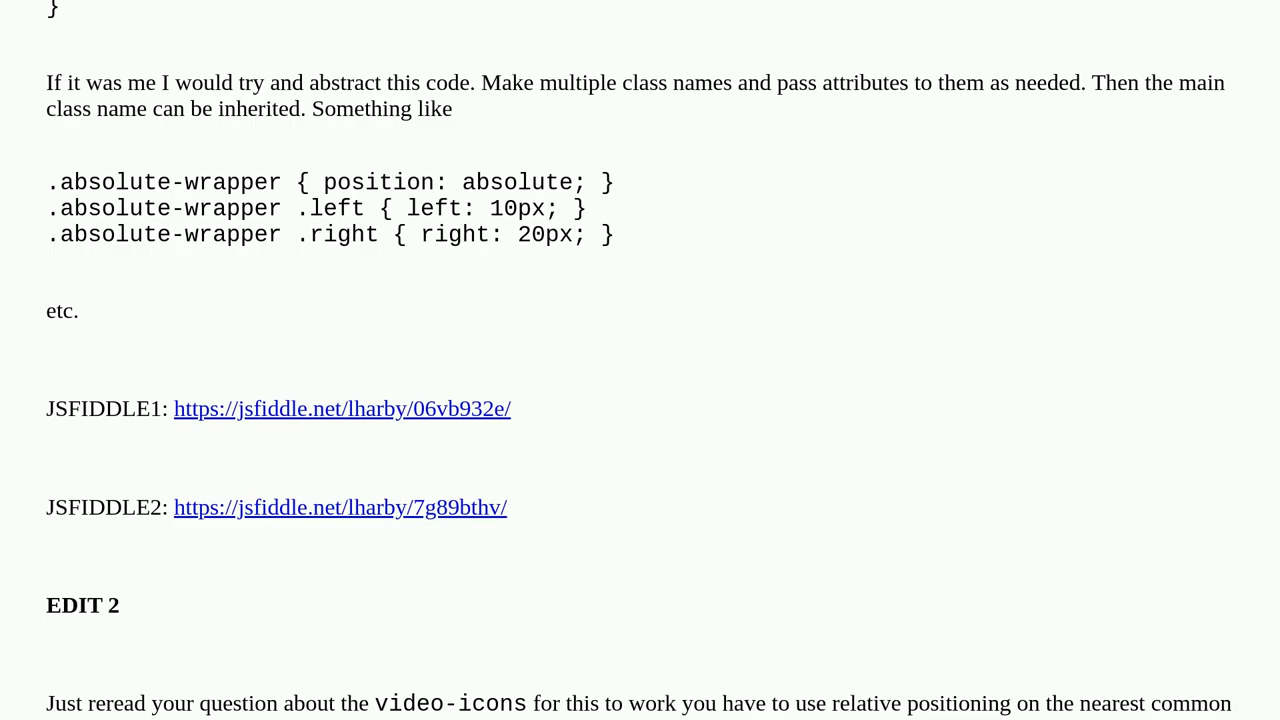 }
If it was me I would try and abstract this code. Make multiple class names and pass attributes to them as needed. Then the main
class name can be inherited. Something like
.absolute-wrapper { position: absolute; }
.absolute-wrapper .left { left: 10px; }
.absolute-wrapper .right { right: 20px; }
etc.
JSFIDDLE1: https://jsfiddle.net/lharby/06vb932e/
JSFIDDLE2: https://jsfiddle.net/lharby/7g89bthv/
EDIT 2
Just reread your question about the video-icons for this to work you have to use relative positioning on the nearest common